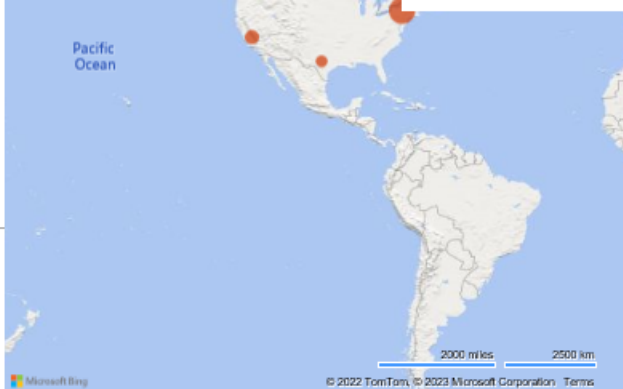 Pacific
Ocean
2000 miles
2500 km
Microsoft Bing
© 2022 TomTom, © 2023 Microsoft Corporation Terms